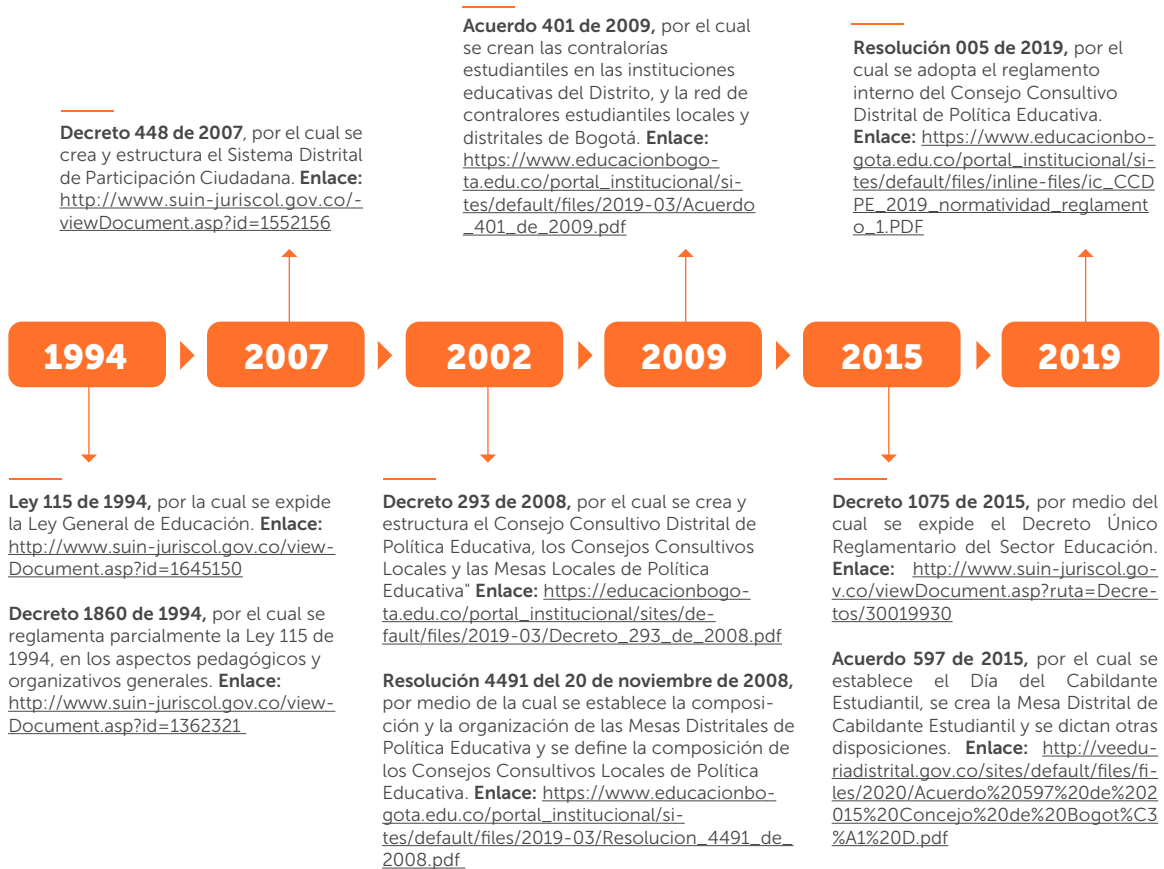 Decreto 448 de 2007, por el cual se
crea y estructura el Sistema Distrital
de Participación Ciudadana. Enlace:
http://www.suin-juriscol.gov.co/-
viewDocument.asp?id=1552156
Acuerdo 401 de 2009, por el cual
se crean las contralorías
estudiantiles en las instituciones
educativas del Distrito, y la red de
contralores estudiantiles locales y
distritales de Bogotá. Enlace:
https://www.educacionbogo-
ta.edu.co/portal_institucional/si-
tes/default/files/2019-03/Acuerdo
_401_de_2009.pdf
Resolución 005 de 2019, por el
cual se adopta el reglamento
interno del Consejo Consultivo
Distrital de Política Educativa.
Enlace: https://www.educacionbo-
gota.edu.co/portal_institucional/si-
tes/default/files/inline-files/ic_CCD
PE_2019_normatividad_reglament
o_1.PDF
1994
2007
2002
2009
2015
2019
Ley 115 de 1994, por la cual se expide
la Ley General de Educación. Enlace:
http://www.suin-juriscol.gov.co/view-
Document.asp?id=1645150
Decreto 1860 de 1994, por el cual se
reglamenta parcialmente la Ley 115 de
1994, en los aspectos pedagógicos y
organizativos generales. Enlace:
http://www.suin-juriscol.gov.co/view-
Document.asp?id=1362321
Decreto 293 de 2008, por el cual se crea y
estructura el Consejo Consultivo Distrital de
Política Educativa, los Consejos Consultivos
Locales y las Mesas Locales de Política
Educativa" Enlace: https://educacionbogo-
ta.edu.co/portal_institucional/sites/de-
fault/files/2019-03/Decreto_293_de_2008.pdf
Resolución 4491 del 20 de noviembre de 2008,
por medio de la cual se establece la composi-
ción y la organización de las Mesas Distritales de
Política Educativa y se define la composición de
los Consejos Consultivos Locales de Política
Educativa. Enlace: https://www.educacionbo-
gota.edu.co/portal_institucional/si-
tes/default/files/2019-03/Resolucion_4491_de_
2008.pdf
Decreto 1075 de 2015, por medio del
cual se expide el Decreto Único
Reglamentario del Sector Educación.
Enlace: http://www.suin-juriscol.go-
v.co/viewDocument.asp?ruta=Decre-
tos/30019930
Acuerdo 597 de 2015, por el cual se
establece el Día del Cabildante
Estudiantil, se crea la Mesa Distrital de
Cabildante Estudiantil y se dictan otras
disposiciones. Enlace: http://veedu-
riadistrital.gov.co/sites/default/files/fi-
les/2020/Acuerdo%20597%20de%202
015%20Concejo%20de%20Bogot%C3
%A1%20D.pdf